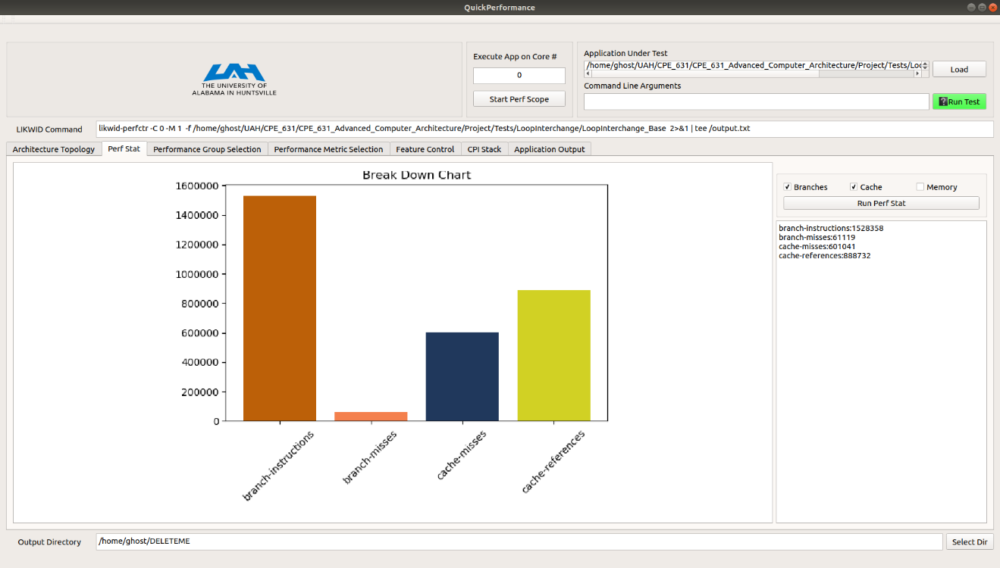 QuickPerformance
THE UNIVERSITY OF
ALABAMA IN HUNTSVILLE
Execute App on Core #
0
Start Perf Scope
Application Under Test
/home/ghost/UAH/CPE_631/CPE_631_Advanced_Computer_Architecture/Project/Tests/
Load
Command Line Arguments
Run Test
LIKWID Command
likwid-perfctr -C 0 -M 1 -f /home/ghost/UAH/CPE_631/CPE_631_Advanced_Computer_Architecture/Project/Tests/LoopInterchange/LoopInterchange_Base 2>&1 | tee /output.txt
Architecture Topology
Perf Stat
Performance Group Selection
Performance Metric Selection
Feature Control
CPI Stack
Application Output
Break Down Chart
1600000
1400000
1200000
1000000
800000
600000
400000
200000
0
branch-instructions
branch-misses
cache-misses
cache-references
Branches
Cache
Memory
Run Perf Stat
branch-instructions:1528358
branch-misses:61119
cache-misses:601041
cache-references:888732
Output Directory
/home/ghost/DELETEME
Select Dir